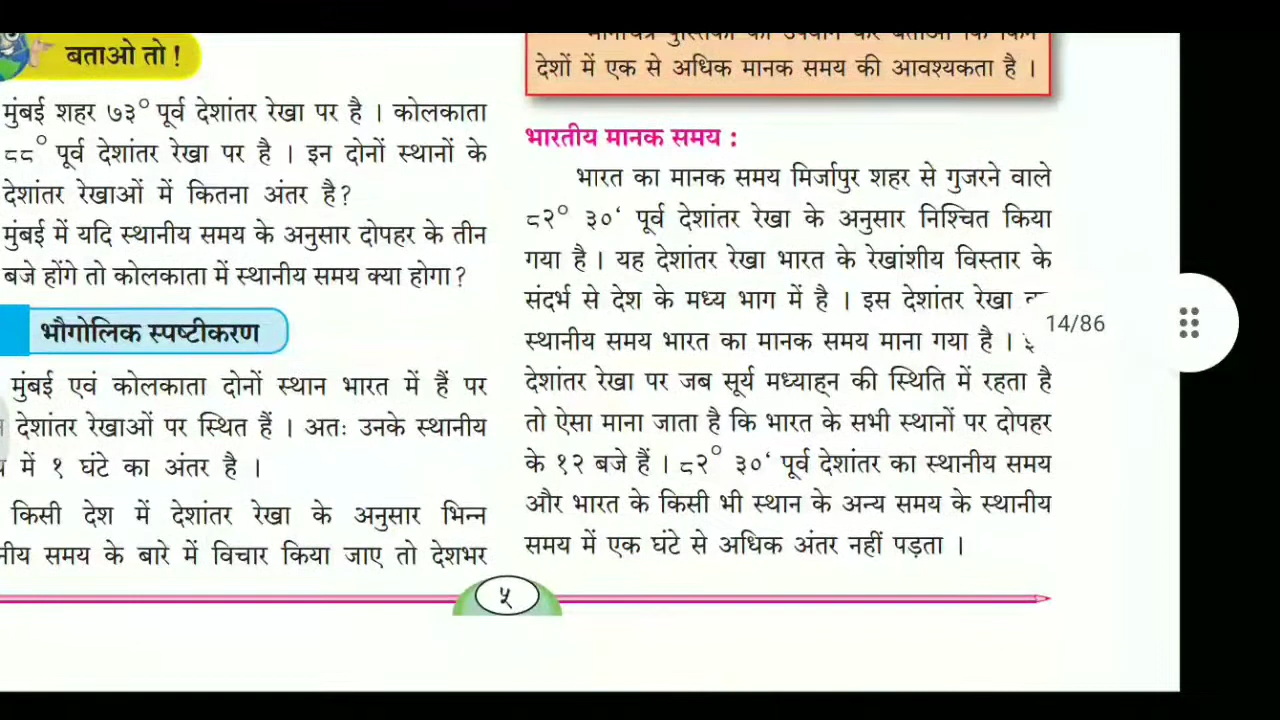 बताओ तो !
मुंबई शहर ७३° पूर्व देशांतर रेखा पर है । कोलकाता
८८° पूर्व देशांतर रेखा पर है । इन दोनों स्थानों के
देशांतर रेखाओं में कितना अंतर है?
मुंबई में यदि स्थानीय समय के अनुसार दोपहर के तीन
बजे होंगे तो कोलकाता में स्थानीय समय क्या होगा?
भौगोलिक स्पष्टीकरण
मुंबई एवं कोलकाता दोनों स्थान भारत में हैं पर
देशांतर रेखाओं पर स्थित हैं । अतः उनके स्थानीय
में १ घंटे का अंतर है ।
किसी देश में देशांतर रेखा के अनुसार भिन्न
समय के बारे में विचार किया जाए तो देशभर
देशों में एक से अधिक मानक समय की आवश्यकता है ।
भारतीय मानक समय :
भारत का मानक समय मिर्जापुर शहर से गुजरने वाले
८२° ३०‘ पूर्व देशांतर रेखा के अनुसार निश्चित किया
गया है । यह देशांतर रेखा भारत के रेखांशीय विस्तार के
संदर्भ से देश के मध्य भाग में है । इस देशांतर रेखा
स्थानीय समय भारत का मानक समय माना गया है ।
देशांतर रेखा पर जब सूर्य मध्याह्न की स्थिति में रहता है
तो ऐसा माना जाता है कि भारत के सभी स्थानों पर दोपहर
के १२ बजे हैं । ८२° ३०‘ पूर्व देशांतर का स्थानीय समय
और भारत के किसी भी स्थान के अन्य समय के स्थानीय
समय में एक घंटे से अधिक अंतर नहीं पड़ता ।
14/86
५